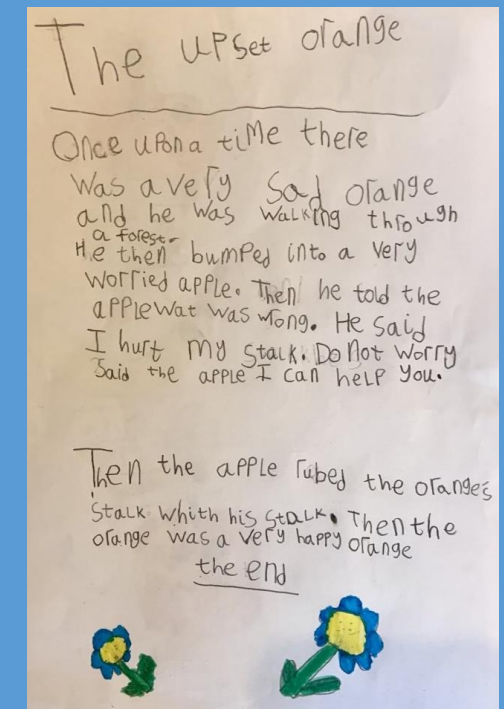 The upset orange
Once upon a time there
was a very sad orange
and he was walking through
a forest.
He then bumped into a very
worried apple. Then he told the
apple wat was wrong. He said
I hurt my stalk. Do Not worry
said the apple I can help you.
Then the apple rubed the oranges
stalk whith his stalk. Then the
orange was a very happy orange
the end